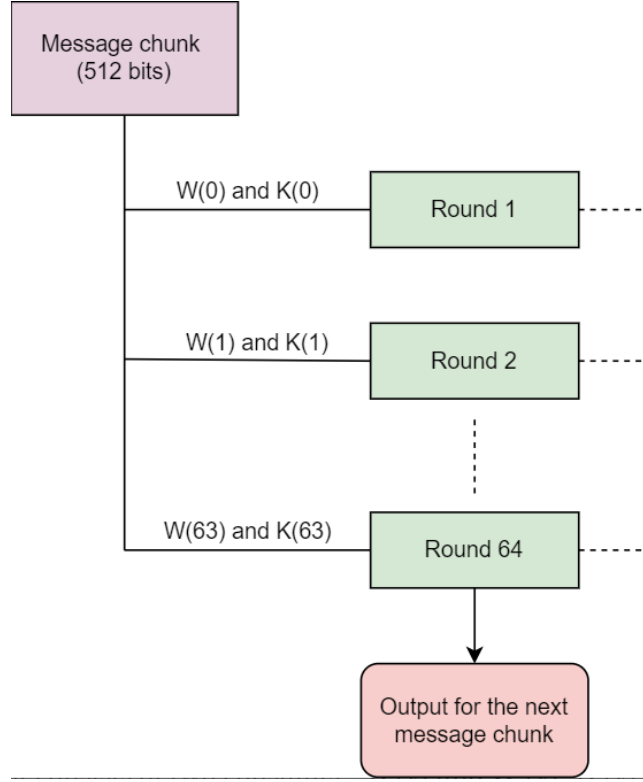 Message chunk
(512 bits)
W(0) and K(0)
Round 1
W(1) and K(1)
Round 2
W(63) and K(63)
Round 64
Output for the next
message chunk